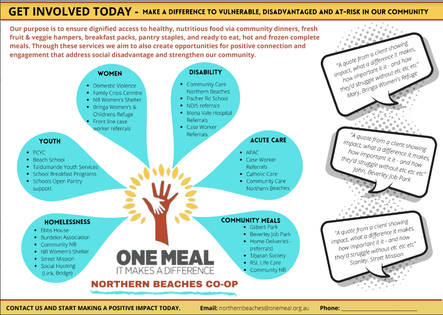 GET INVOLVED TODAY - MAKE A DIFFERENCE TO VULNERABLE, DISADVANTAGED AND AT-RISK IN OUR COMMUNITY
Our purpose is to ensure dignified access to healthy, nutritional food via community dinners, fresh
fruit & veggie hampers, breakfast packs, pantry staples, and ready to eat, hot and frozen complete
meals. Through these services we aim to also create opportunities for positive connection and
engagement that address social disadvantage and strengthen our community.
WOMEN
Domestic Violence
Family Crisis Centre
NB Women's Shelter
Bringa Women's &
Childrens Refuge
Front line case
worker referrals
DISABILITY
Community Care
Northern Beaches
Fischer Rd School
NDIS referrals
Mona Vale Hospital
Referrals
Case Worker
Referrals
YOUTH
PCYC
Beach School
Taldumande Youth Services
School Breakfast Programs
Schools Open Pantry
support
ACUTE CARE
APAC
Case Worker
Referrals
Catholic Care
Community Care
Northern Beaches
HOMELESSNESS
Ibbis House
Burdekin Association
Community NB
NB Women's Shelter
Street Mission
Social Housing
(Link, Bridge)
COMMUNITY MEALS
Gilbert Park
Beverley Job Park
Home Deliveries
(referrals)
Tibetan Society
RSL Life Care
Community NB
ONE MEAL
IT MAKES A DIFFERENCE
NORTHERN BEACHES CO-OP
"A quote from a client showing
impact, what a difference it makes,
how important it it - and how
they'd struggle without etc etc etc"
Mary, Bringa Women's Refuge
"A quote from a client showing
impact, what a difference it makes,
how important it it - and how
they'd struggle without etc etc etc"
John, Beverley Job Park
"A quote from a client showing
impact, what a difference it makes,
how important it it - and how
they'd struggle without etc etc etc"
Stanley, Street Mission
CONTACT US AND START MAKING A POSITIVE IMPACT TODAY. Email: northernbeaches@onemeal.org.au Phone: